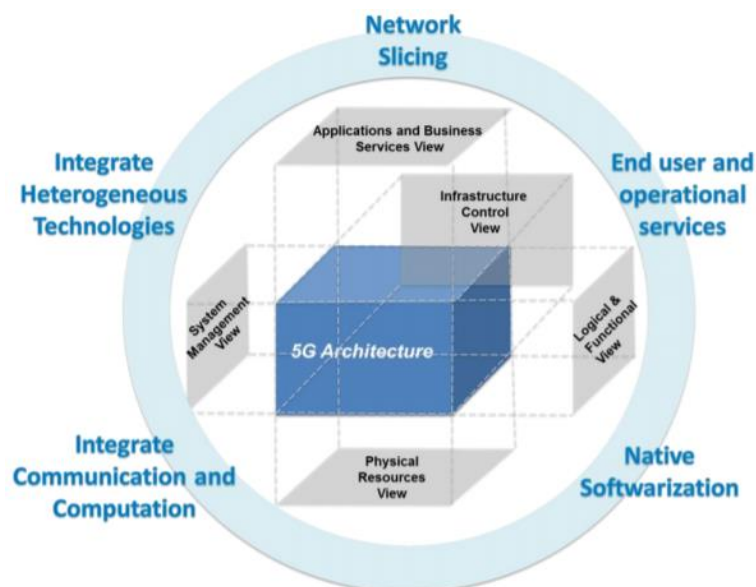 Network
Slicing
Applications and Business
Services View
Integrate
Heterogeneous
Technologies
End user and
operational
services
Infrastructure
Control
View
System
Management
View
5G Architecture
Logical &
Functional
View
Integrate
Communication and
Computation
Physical
Resources
View
Native
Softwarization